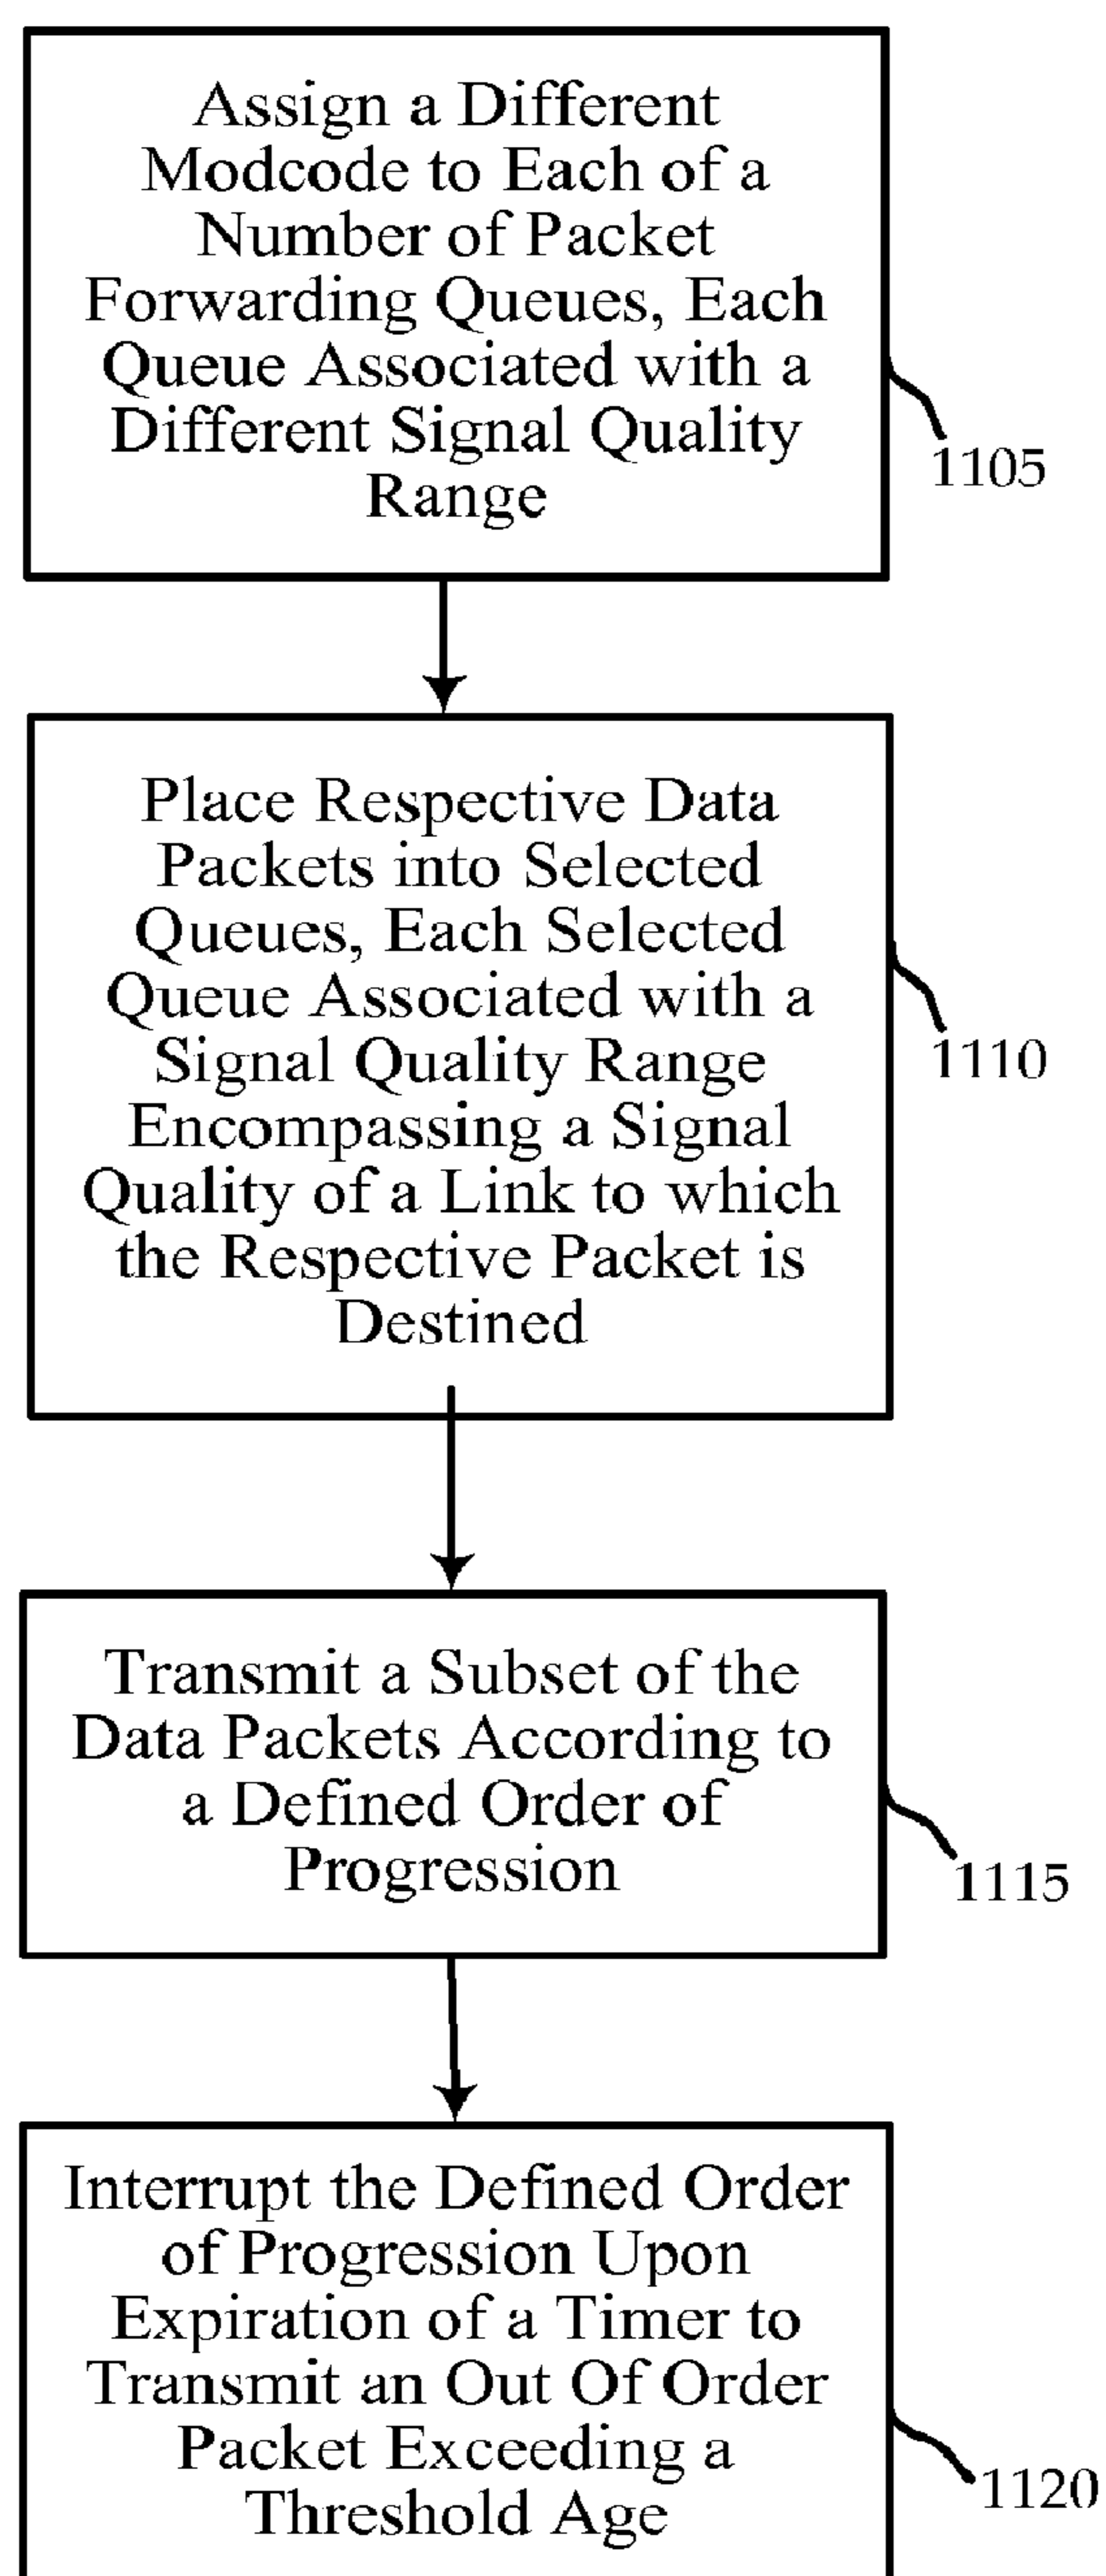 Assign a Different
Modcode to Each of a
Number of Packet
Forwarding Queues, Each
Queue Associated with a
Different Signal Quality
Range
1105
Place Respective Data
Packets into Selected
Queues, Each Selected
Queue Associated with a
Signal Quality Range
Encompassing a Signal
Quality of a Link to which
the Respective Packet is
Destined
1110
Transmit a Subset of the
Data Packets According to
a Defined Order of
Progression
1115
Interrupt the Defined Order
of Progression Upon
Expiration of a Timer to
Transmit an Out Of Order
Packet Exceeding a
Threshold Age
1120